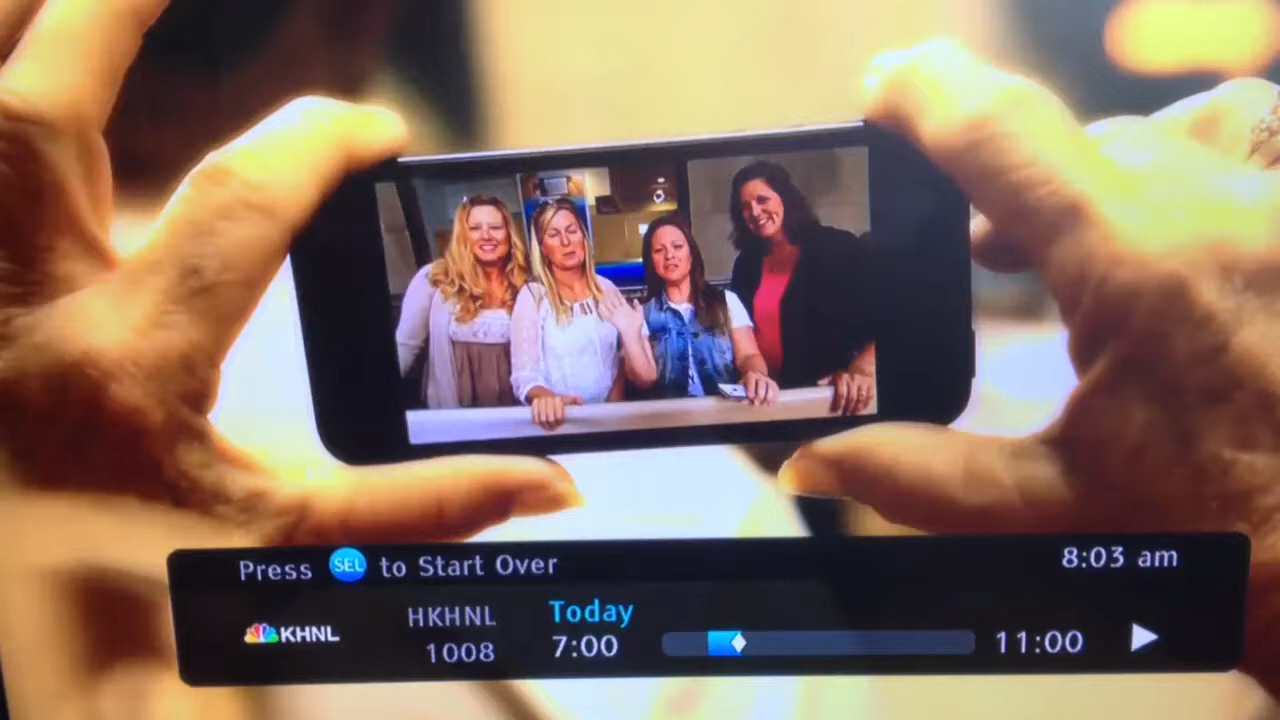 Press SEL to Start Over
8:03 am
KHNL
HKHNL
1008
Today
7:00
11:00